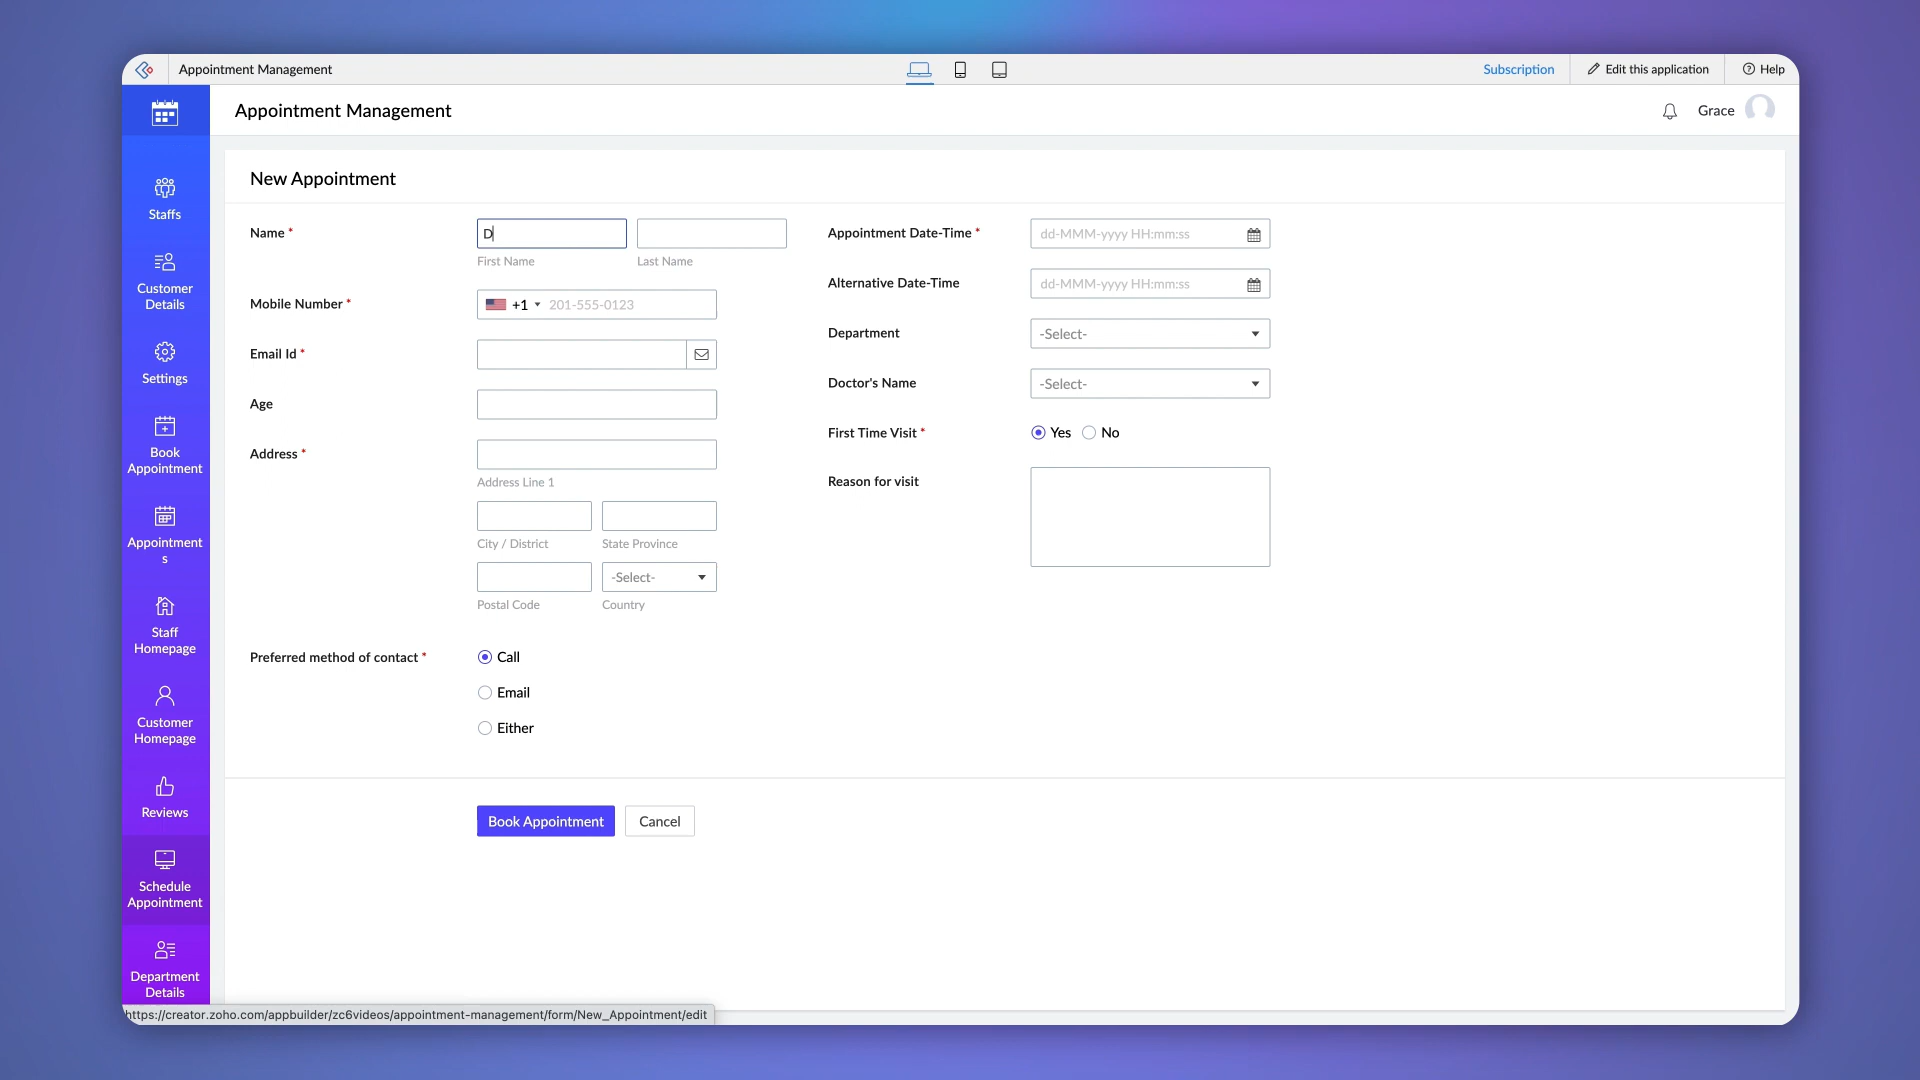 Appointment Management
Subscription
Edit this application
Help
Appointment Management
Grace
Staffs
Customer
Details
Settings
Book
Appointment
Appointment
s
Staff
Homepage
Customer
Homepage
Reviews
Schedule
Appointment
Department
Details
New Appointment
Name *
D
First Name
Last Name
Mobile Number *
+1 201-555-0123
Email Id *
Age
Address *
Address Line 1
City / District
State Province
-Select-
Postal Code
Country
Preferred method of contact *
Call
Email
Either
Appointment Date-Time *
dd-MMM-yyyy HH:mm:ss
Alternative Date-Time
dd-MMM-yyyy HH:mm:ss
Department
-Select-
Doctor's Name
-Select-
First Time Visit *
Yes No
Reason for visit
Book Appointment
Cancel
https://creator.zoho.com/appbuilder/zc6videos/appointment-management/form/New_Appointment/edit